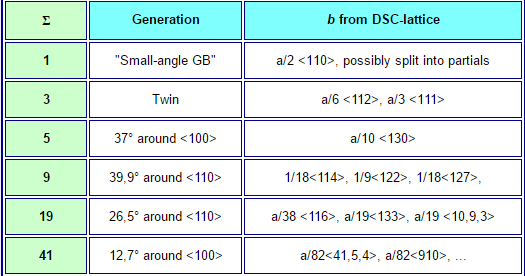 Σ Generation b from DSC-lattice
1 "Small-angle GB" a/2 <110>, possibly split into partials
3 Twin a/6 <112>, a/3 <111>
5 37° around <100> a/10 <130>
9 39,9° around <110> 1/18<114>, 1/9<122>, 1/18<127>,
19 26,5° around <110> a/38 <116>, a/19<133>, a/19 <10,9,3>
41 12,7° around <100> a/82<41,5,4>, a/82<910>, ...